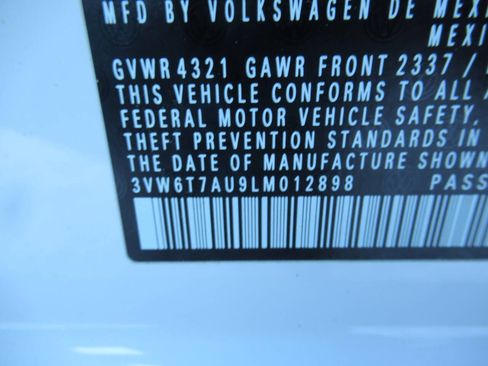 MFD BY VOLKSWAGEN DE MEXI
MEXI
GVWR 4321 GAWR FRONT 2337 /
THIS VEHICLE CONFORMS TO ALL
FEDERAL MOTOR VEHICLE SAFETY,
THEFT PREVENTION STANDARDS IN
THE DATE OF MANUFACTURE SHOWN
3VW6T7AU9LM012898 PASS